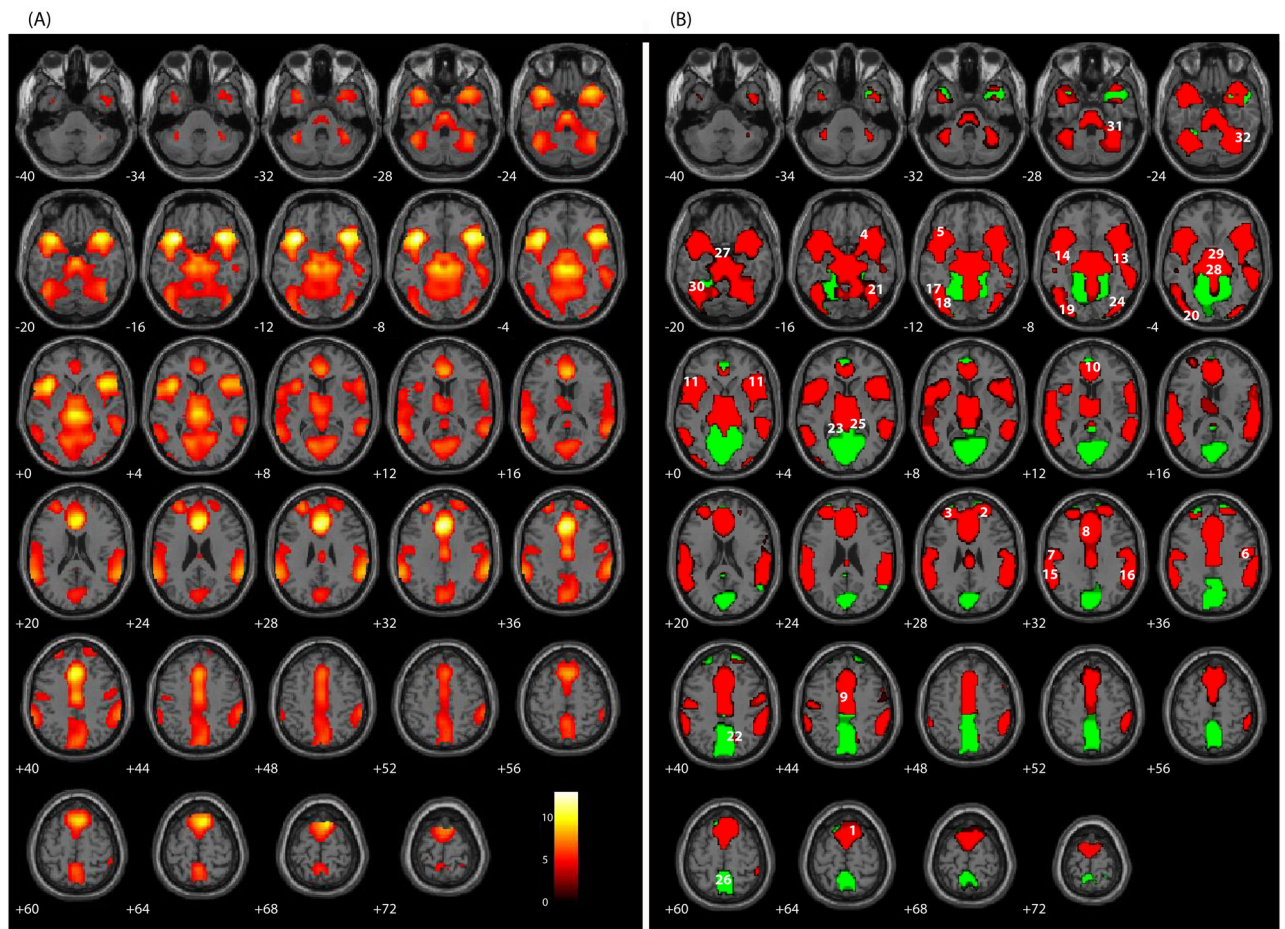 (A)
(B)
-40 -34 -32 -28 -24
31 32
-40 -34 -32 -28 -24
-20 -16 -12 -8 -4
27 4 5 14 13 29 28
30 21 17 18 19 24 20
-20 -16 -12 -8 -4
+0 +4 +8 +12 +16
11 11 10
23 25
+0 +4 +8 +12 +16
+20 +24 +28 +32 +36
3 2 8 7 6
15 16
+20 +24 +28 +32 +36
+40 +44 +48 +52 +56
9
22
+40 +44 +48 +52 +56
+60 +64 +68 +72
10
5
0
1
26
+60 +64 +68 +72